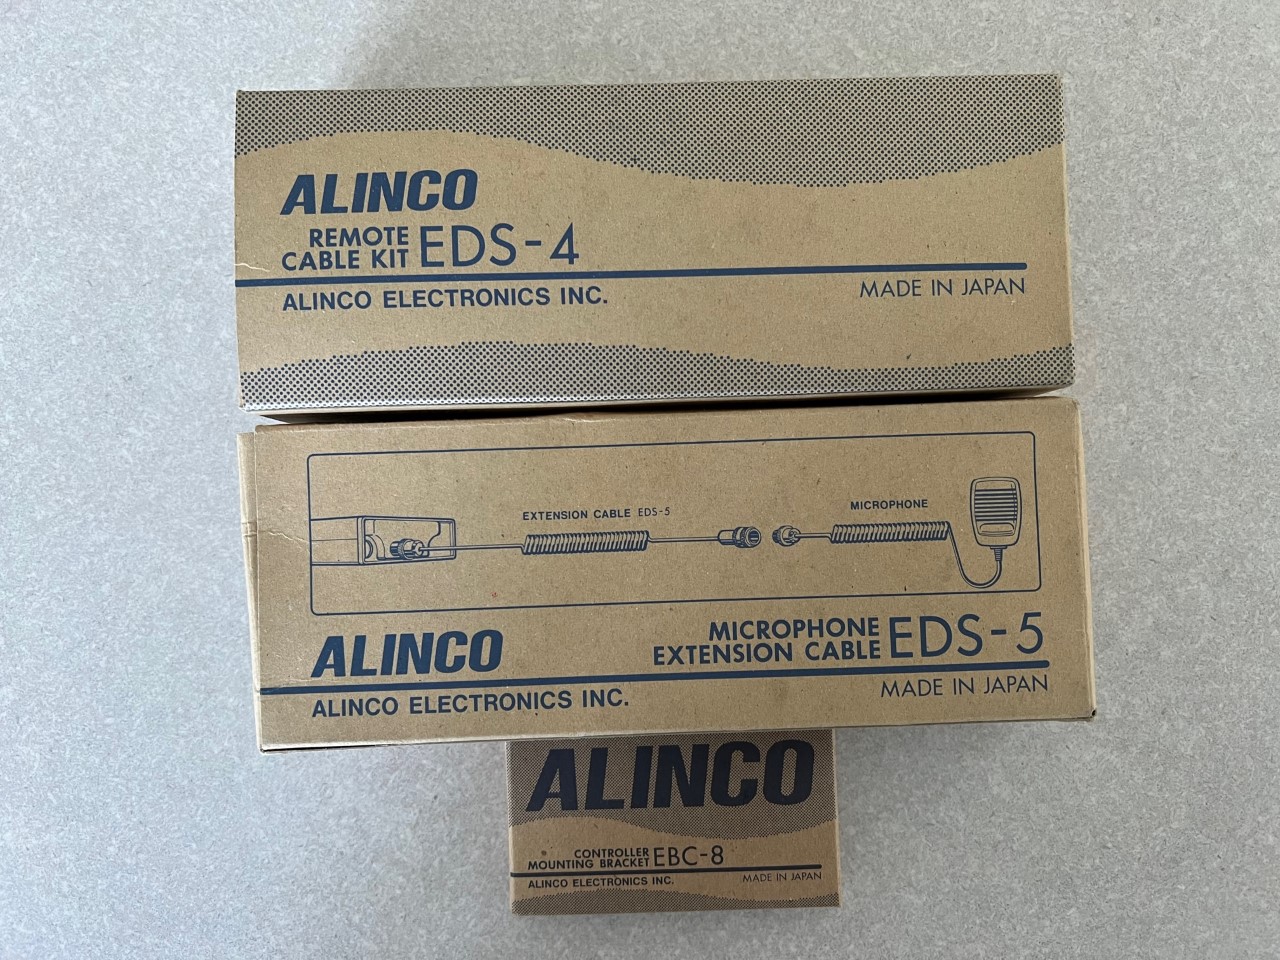 ALINCO
REMOTE
CABLE KIT EDS-4
ALINCO ELECTRONICS INC.
MADE IN JAPAN
EXTENSION CABLE EDS-5
MICROPHONE
ALINCO
MICROPHONE
EXTENSION CABLE EDS-5
ALINCO ELECTRONICS INC.
MADE IN JAPAN
ALINCO
CONTROLLER
MOUNTING BRACKET EBC-8
ALINCO ELECTRONICS INC.
MADE IN JAPAN